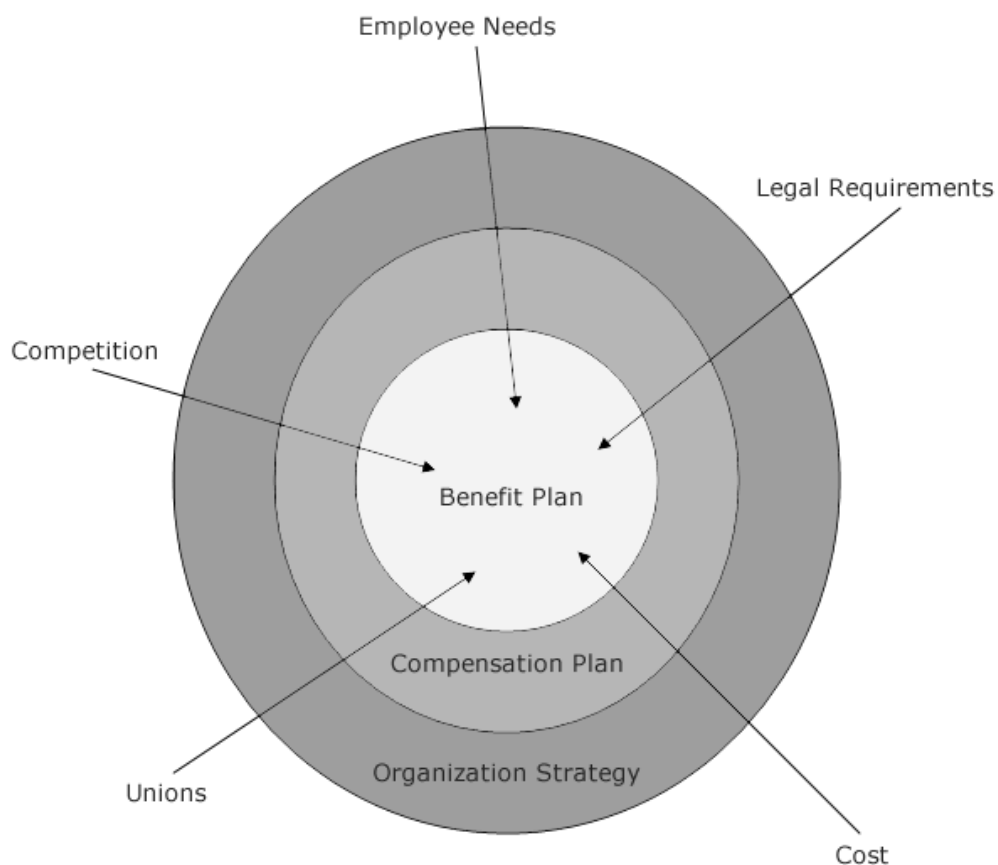 Employee Needs
Legal Requirements
Competition
Benefit Plan
Compensation Plan
Organization Strategy
Unions
Cost